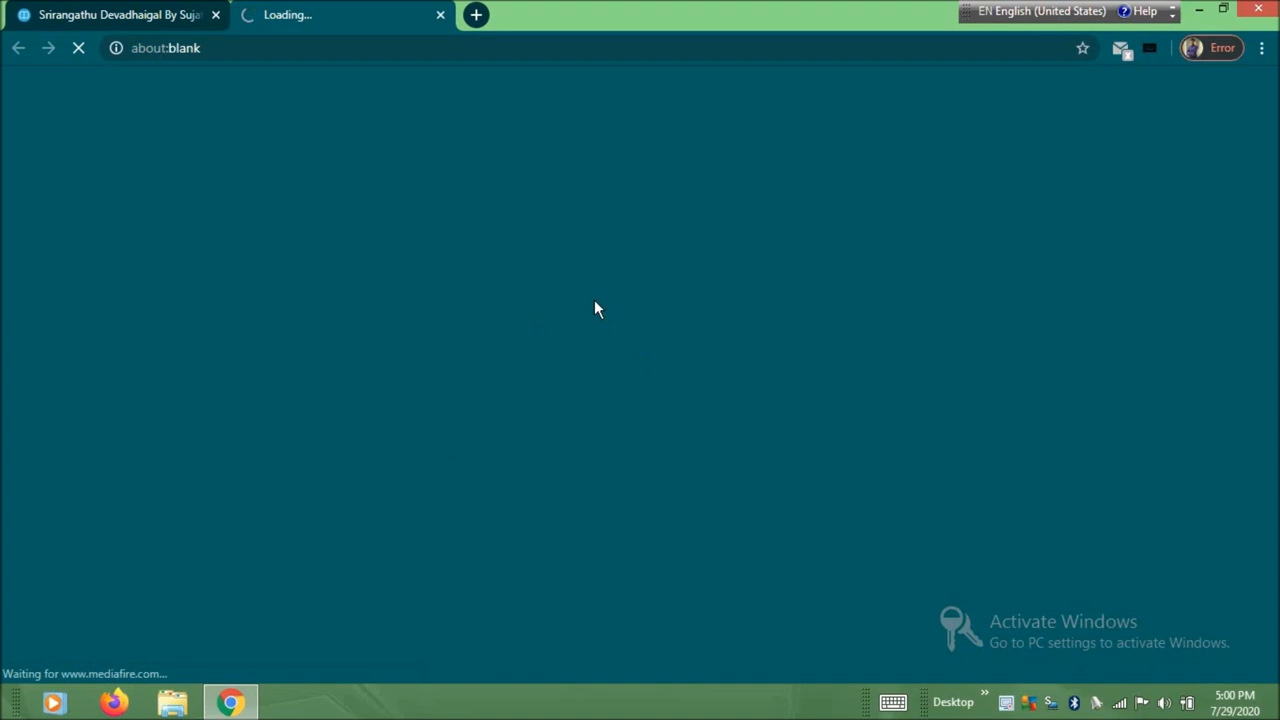 Srirangathu Devadhaigal By Suja
Loading...
EN English (United States)
? Help
about:blank
Error
Activate Windows
Go to PC settings to activate Windows.
Waiting for www.mediafire.com...
Desktop
5:00 PM
7/29/2020